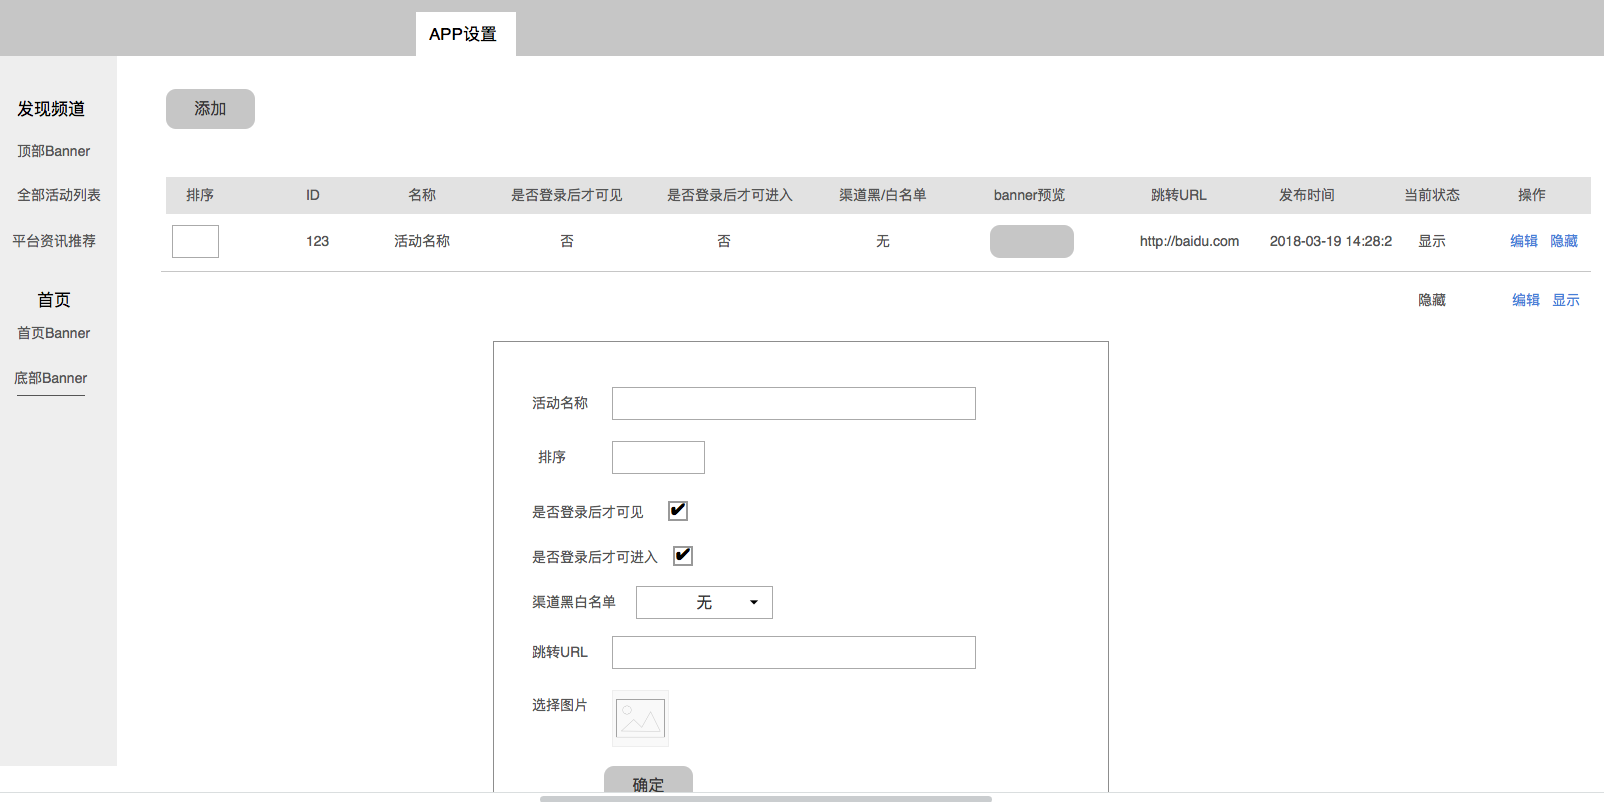 APP设置
发现频道
顶部Banner
全部活动列表
平台资讯推荐
首页
首页Banner
底部Banner
添加
排序 ID 名称 是否登录后才可见 是否登录后才可进入 渠道黑/白名单 banner预览 跳转URL 发布时间 当前状态 操作
123 活动名称 否 否 无 http://baidu.com 2018-03-19 14:28:2 显示 编辑 隐藏
隐藏 编辑 显示
活动名称
排序
是否登录后才可见
是否登录后才可进入
渠道黑白名单 无
跳转URL
选择图片
确定